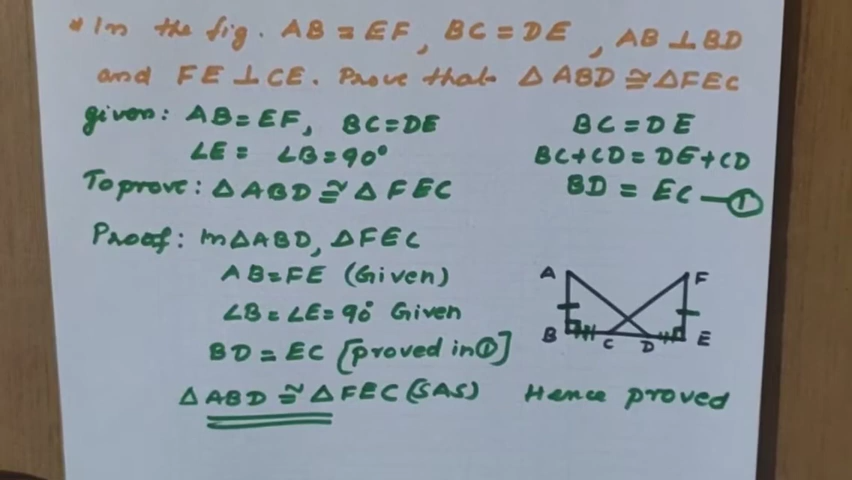 * In the fig. AB = EF, BC = DE, AB ⊥ BD
and FE ⊥ CE. Prove that △ ABD ≅ △FEC
given: AB = EF, BC = DE
∠E = ∠B = 90°
To prove: △ ABD ≅ △ FEC
BC = DE
BC + CD = DE + CD
BD = EC — ①
Proof: In △ABD, △FEC
AB = FE (Given)
∠B = ∠E = 90° Given
BD = EC [proved in ①]
△ ABD ≅ △ FEC (SAS) Hence proved
A F
B C D E